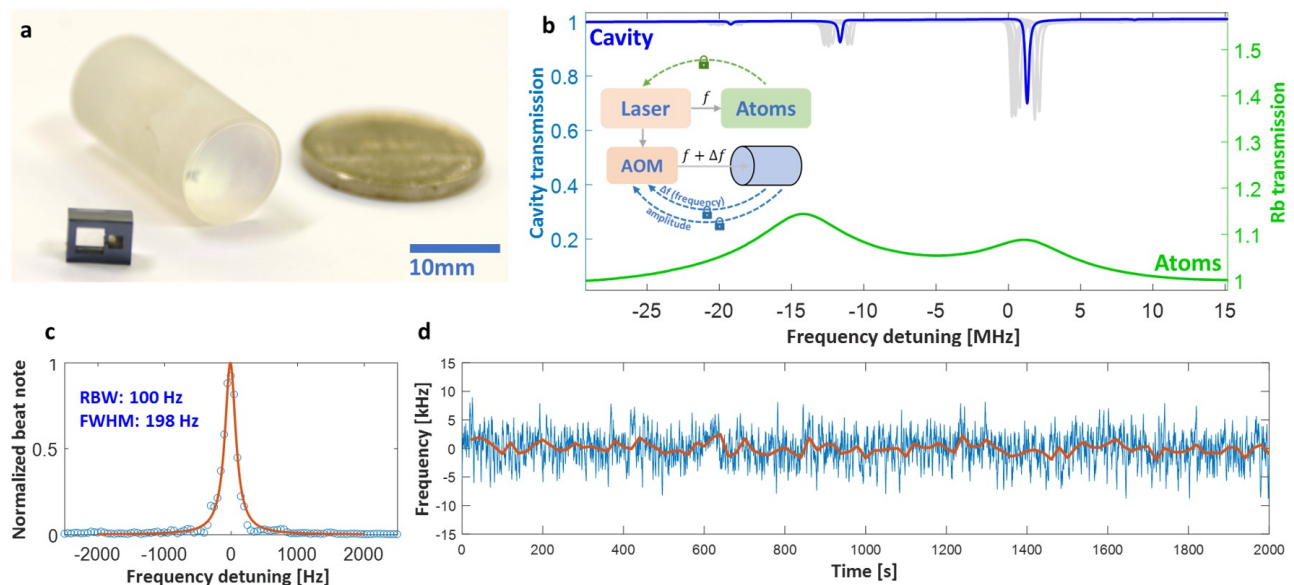 a
10mm
b
Cavity
Laser
f
Atoms
AOM
f + Δf
Δf (frequency)
amplitude
Atoms
Cavity transmission
1
0.8
0.6
0.4
0.2
Rb transmission
1.5
1.4
1.3
1.2
1.1
1
-25
-20
-15
-10
-5
0
5
10
15
Frequency detuning [MHz]
c
RBW: 100 Hz
FWHM: 198 Hz
Normalized beat note
1
0.5
0
-2000
-1000
0
1000
2000
Frequency detuning [Hz]
d
Frequency [kHz]
15
10
5
0
-5
-10
-15
0
200
400
600
800
1000
1200
1400
1600
1800
2000
Time [s]